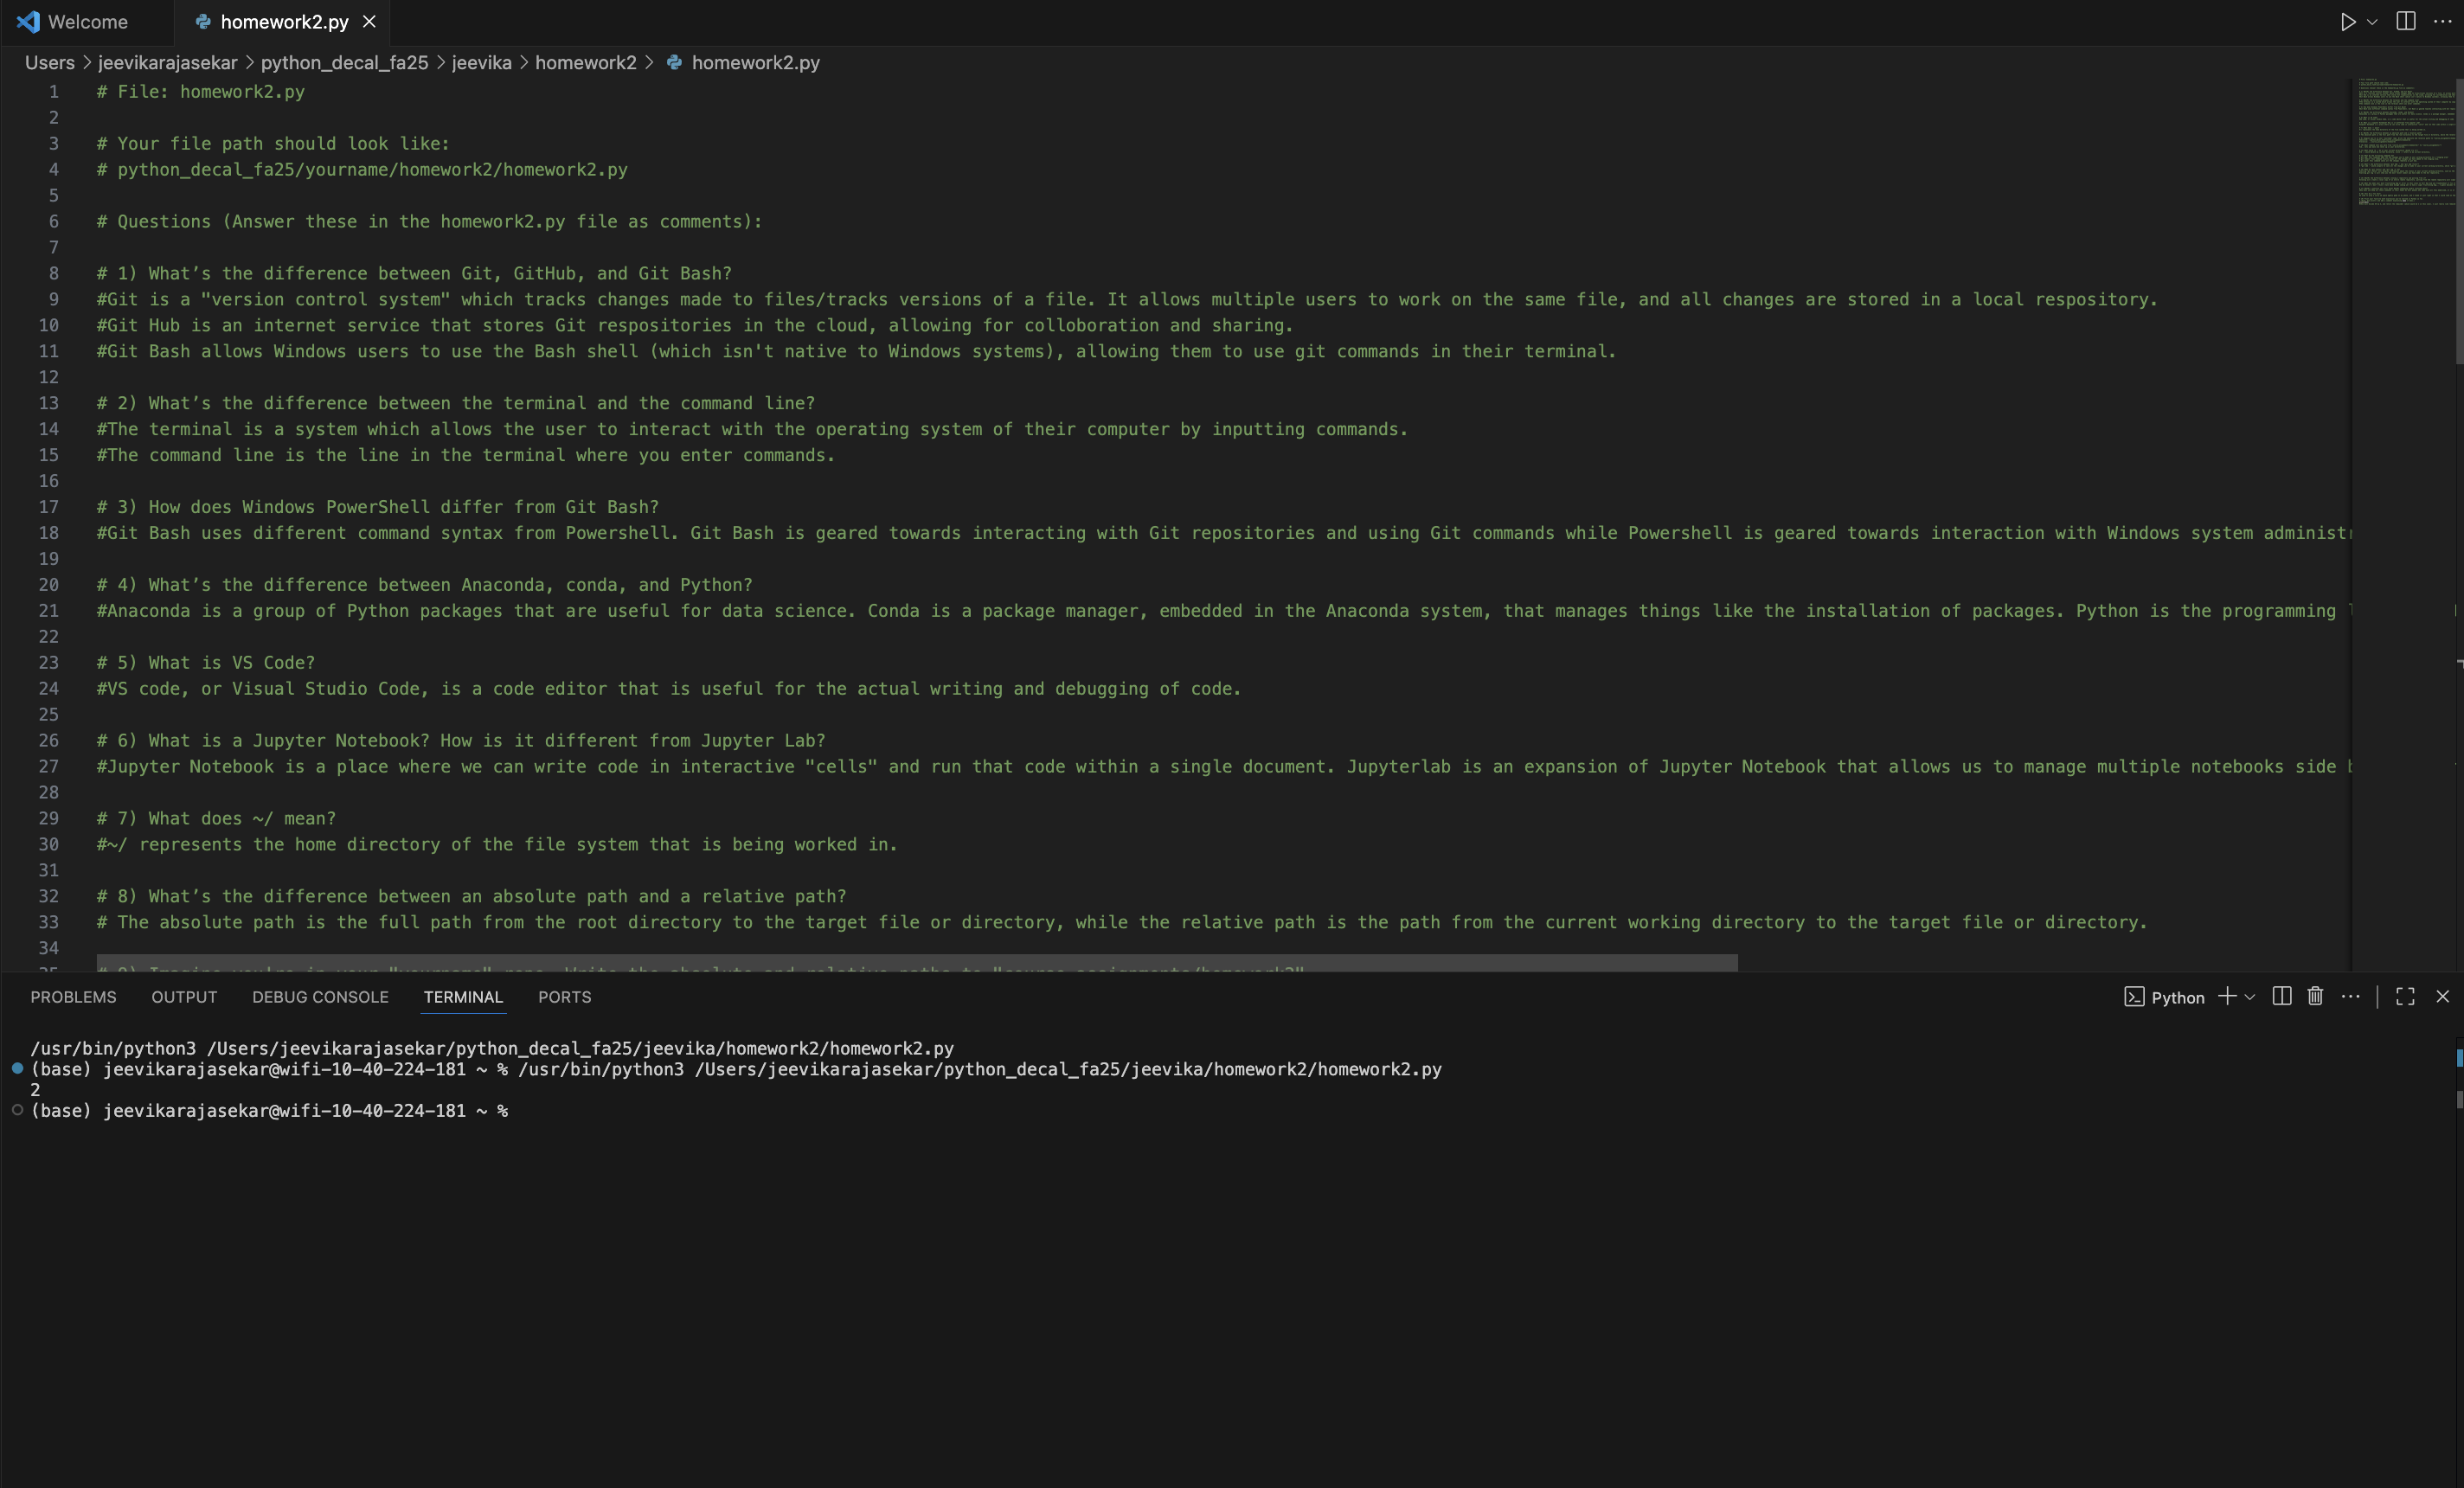 Welcome
homework2.py
Users > jeevikarajasekar > python_decal_fa25 > jeevika > homework2 > homework2.py
1 # File: homework2.py
2
3 # Your file path should look like:
4 # python_decal_fa25/yourname/homework2/homework2.py
5
6 # Questions (Answer these in the homework2.py file as comments):
7
8 # 1) What’s the difference between Git, GitHub, and Git Bash?
9 #Git is a "version control system" which tracks changes made to files/tracks versions of a file. It allows multiple users to work on the same file, and all changes are stored in a local respository.
10 #Git Hub is an internet service that stores Git respositories in the cloud, allowing for colloboration and sharing.
11 #Git Bash allows Windows users to use the Bash shell (which isn't native to Windows systems), allowing them to use git commands in their terminal.
12
13 # 2) What’s the difference between the terminal and the command line?
14 #The terminal is a system which allows the user to interact with the operating system of their computer by inputting commands.
15 #The command line is the line in the terminal where you enter commands.
16
17 # 3) How does Windows PowerShell differ from Git Bash?
18 #Git Bash uses different command syntax from Powershell. Git Bash is geared towards interacting with Git repositories and using Git commands while Powershell is geared towards interaction with Windows system administr
19
20 # 4) What’s the difference between Anaconda, conda, and Python?
21 #Anaconda is a group of Python packages that are useful for data science. Conda is a package manager, embedded in the Anaconda system, that manages things like the installation of packages. Python is the programming
22
23 # 5) What is VS Code?
24 #VS code, or Visual Studio Code, is a code editor that is useful for the actual writing and debugging of code.
25
26 # 6) What is a Jupyter Notebook? How is it different from Jupyter Lab?
27 #Jupyter Notebook is a place where we can write code in interactive "cells" and run that code within a single document. Jupyterlab is an expansion of Jupyter Notebook that allows us to manage multiple notebooks side
28
29 # 7) What does ~/ mean?
30 #~/ represents the home directory of the file system that is being worked in.
31
32 # 8) What’s the difference between an absolute path and a relative path?
33 # The absolute path is the full path from the root directory to the target file or directory, while the relative path is the path from the current working directory to the target file or directory.
34
PROBLEMS OUTPUT DEBUG CONSOLE TERMINAL PORTS
Python
/usr/bin/python3 /Users/jeevikarajasekar/python_decal_fa25/jeevika/homework2/homework2.py
(base) jeevikarajasekar@wifi-10-40-224-181 ~ % /usr/bin/python3 /Users/jeevikarajasekar/python_decal_fa25/jeevika/homework2/homework2.py
2
(base) jeevikarajasekar@wifi-10-40-224-181 ~ %